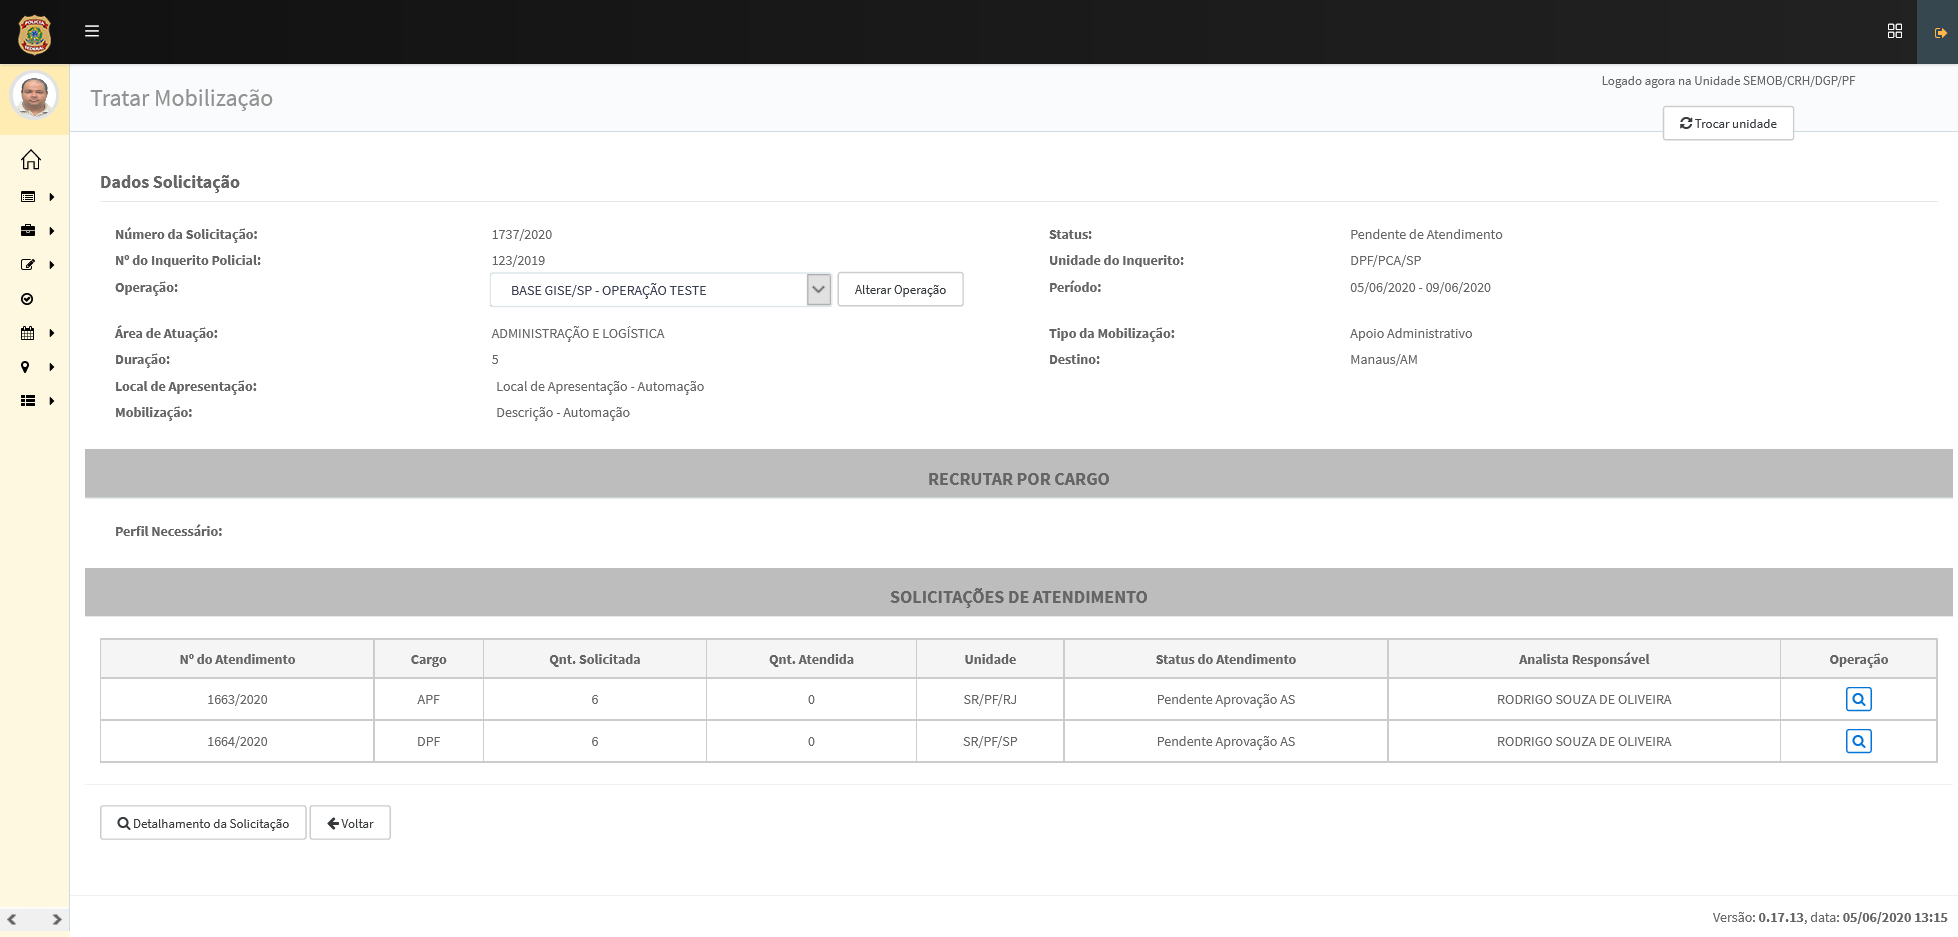 POLÍCIA
FEDERAL
Logado agora na Unidade SEMOB/CRH/DGP/PF
Tratar Mobilização
Trocar unidade
Dados Solicitação
Número da Solicitação: 1737/2020 Status: Pendente de Atendimento
Nº do Inquerito Policial: 123/2019 Unidade do Inquerito: DPF/PCA/SP
Operação: BASE GISE/SP - OPERAÇÃO TESTE Alterar Operação Período: 05/06/2020 - 09/06/2020
Área de Atuação: ADMINISTRAÇÃO E LOGÍSTICA Tipo da Mobilização: Apoio Administrativo
Duração: 5 Destino: Manaus/AM
Local de Apresentação: Local de Apresentação - Automação
Mobilização: Descrição - Automação
RECRUTAR POR CARGO
Perfil Necessário:
SOLICITAÇÕES DE ATENDIMENTO
Nº do Atendimento Cargo Qnt. Solicitada Qnt. Atendida Unidade Status do Atendimento Analista Responsável Operação
1663/2020 APF 6 0 SR/PF/RJ Pendente Aprovação AS RODRIGO SOUZA DE OLIVEIRA
1664/2020 DPF 6 0 SR/PF/SP Pendente Aprovação AS RODRIGO SOUZA DE OLIVEIRA
Detalhamento da Solicitação Voltar
Versão: 0.17.13, data: 05/06/2020 13:15